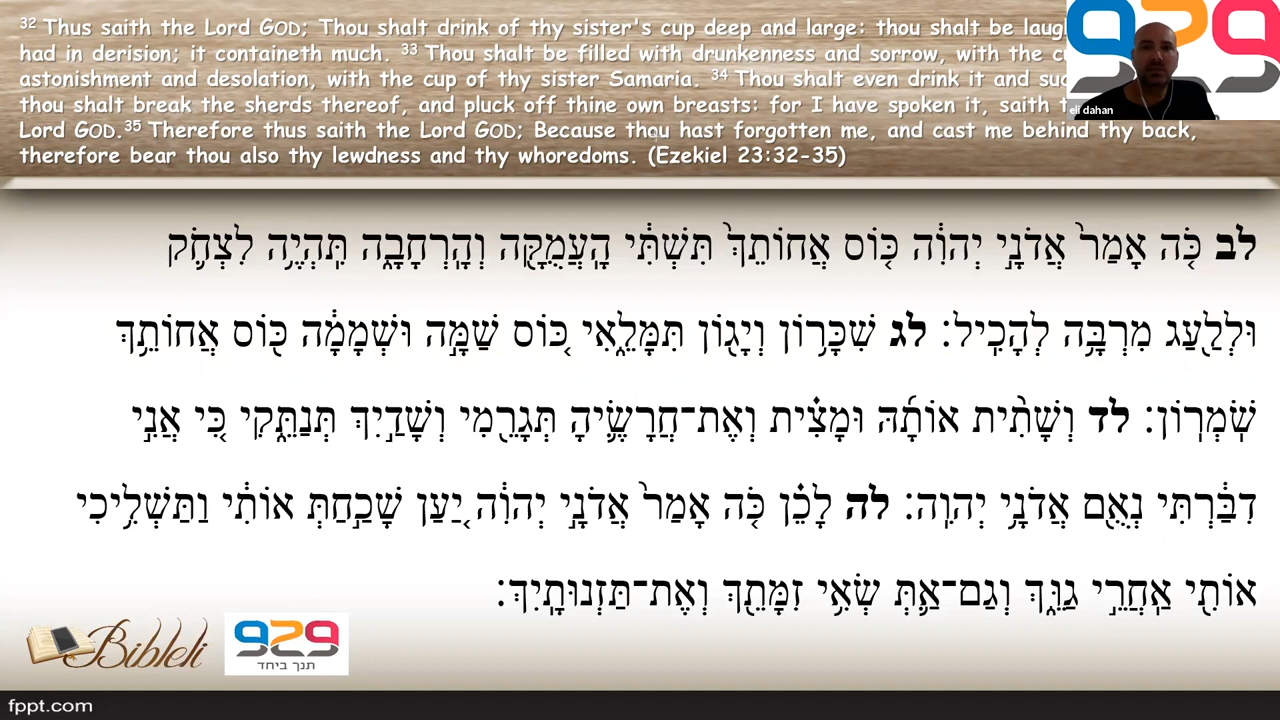 32 Thus saith the Lord GOD; Thou shalt drink of thy sister's cup deep and large: thou shalt be
had in derision; it containeth much. 33 Thou shalt be filled with drunkenness and sorrow, with the
astonishment and desolation, with the cup of thy sister Samaria. 34 Thou shalt even drink it and
thou shalt break the sherds thereof, and pluck off thine own breasts: for I have spoken it, saith
Lord GOD.35 Therefore thus saith the Lord GOD; Because thou hast forgotten me, and cast me behind thy back,
therefore bear thou also thy lewdness and thy whoredoms. (Ezekiel 23:32-35)
929
eli dahan
לב כֹּ֤ה אָמַר֙ אֲדֹנָ֣י יְהוִ֔ה כּ֤וֹס אֲחוֹתֵךְ֙ תִּשְׁתִּ֔י הָעֲמֻקָּ֖ה וְהָרְחָבָ֑ה תִּהְיֶ֥ה לִצְחֹ֛ק
וּלְלַ֖עַג מִרְבָּ֥ה לְהָכִֽיל׃ לג שִׁכָּר֥וֹן וְיָג֖וֹן תִּמָּלֵ֑אִי כּ֚וֹס שַׁמָּ֣ה וּשְׁמָמָ֔ה כּ֖וֹס אֲחוֹתֵ֥ךְ
שֹׁמְרֽוֹן׃ לד וְשָׁתִ֨ית אוֹתָ֜הּ וּמָצִ֗ית וְאֶת־חֲרָשֶׂ֛יהָ תְּגָרֵ֖מִי וְשָׁדַ֣יִךְ תְּנַתֵּ֑קִי כִּ֚י אֲנִ֣י
דִבַּ֔רְתִּי נְאֻ֖ם אֲדֹנָ֥י יְהוִֽה׃ לה לָכֵ֗ן כֹּ֤ה אָמַר֙ אֲדֹנָ֣י יְהוִ֔ה יַ֚עַן שָׁכַ֣חַתְּ אוֹתִ֔י וַתַּשְׁלִ֥יכִי
אוֹתִ֖י אַחֲרֵ֣י גַוֵּ֑ךְ וְגַם־אַ֛תְּ שְׂאִ֥י זִמָּתֵ֖ךְ וְאֶת־תַּזְנוּתָֽיִךְ׃
Bibleli
929
תנך ביחד
fppt.com